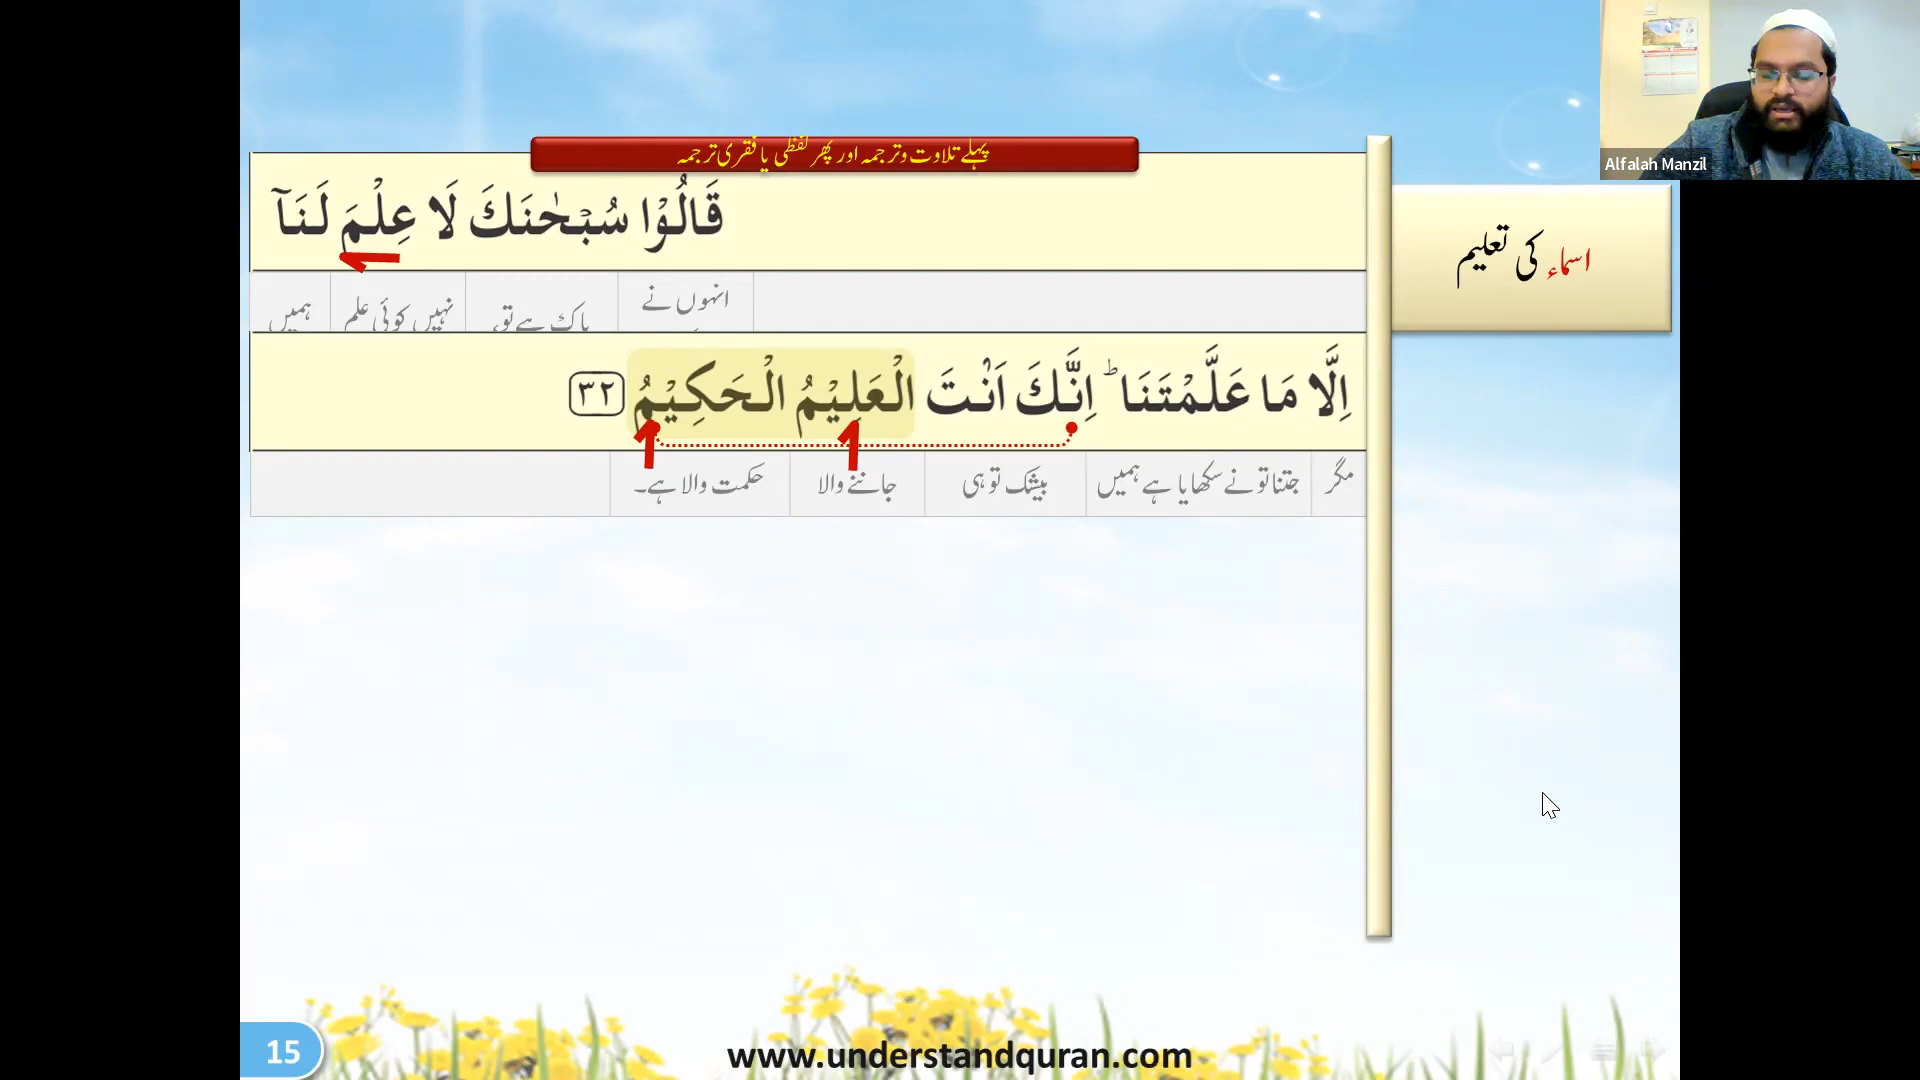 Alfalah Manzil
پہلے تلاوت و ترجمہ اور پھر لفظی یا فقری ترجمہ
اسماء کی تعلیم
قَالُوْا سُبْحٰنَكَ لَا عِلْمَ لَنَآ
انہوں نے پاک ہے تو نہیں کوئی علم ہمیں
اِلَّا مَا عَلَّمْتَنَا ؕ اِنَّكَ اَنْتَ الْعَلِيْمُ الْحَكِيْمُ ٣٢
مگر جتنا تو نے سکھایا ہے ہمیں بیشک تو ہی جاننے والا حکمت والا ہے۔
15
www.understandquran.com